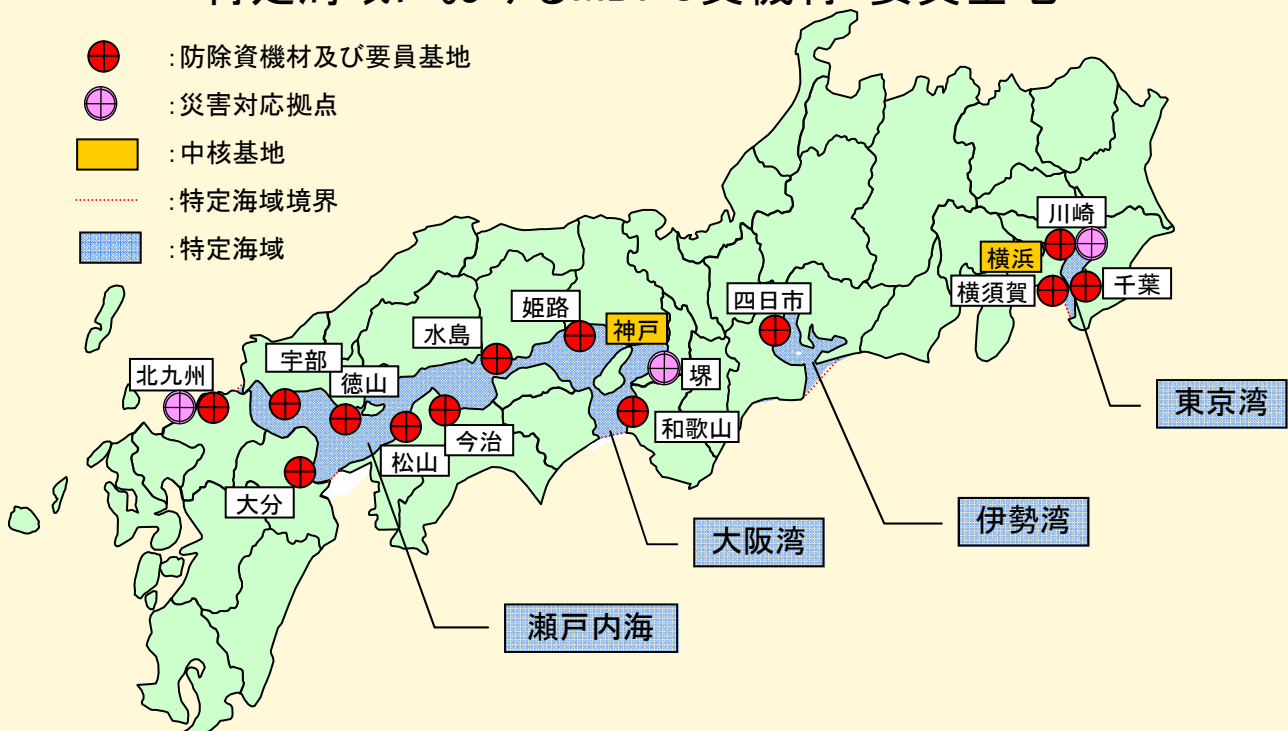 :防除資機材及び要員基地
:災害対応拠点
:中核基地
:特定海域境界
:特定海域
川崎
横浜
横須賀
千葉
四日市
姫路
神戸
水島
堺
宇部
徳山
北九州
和歌山
今治
松山
大分
東京湾
伊勢湾
大阪湾
瀬戸内海